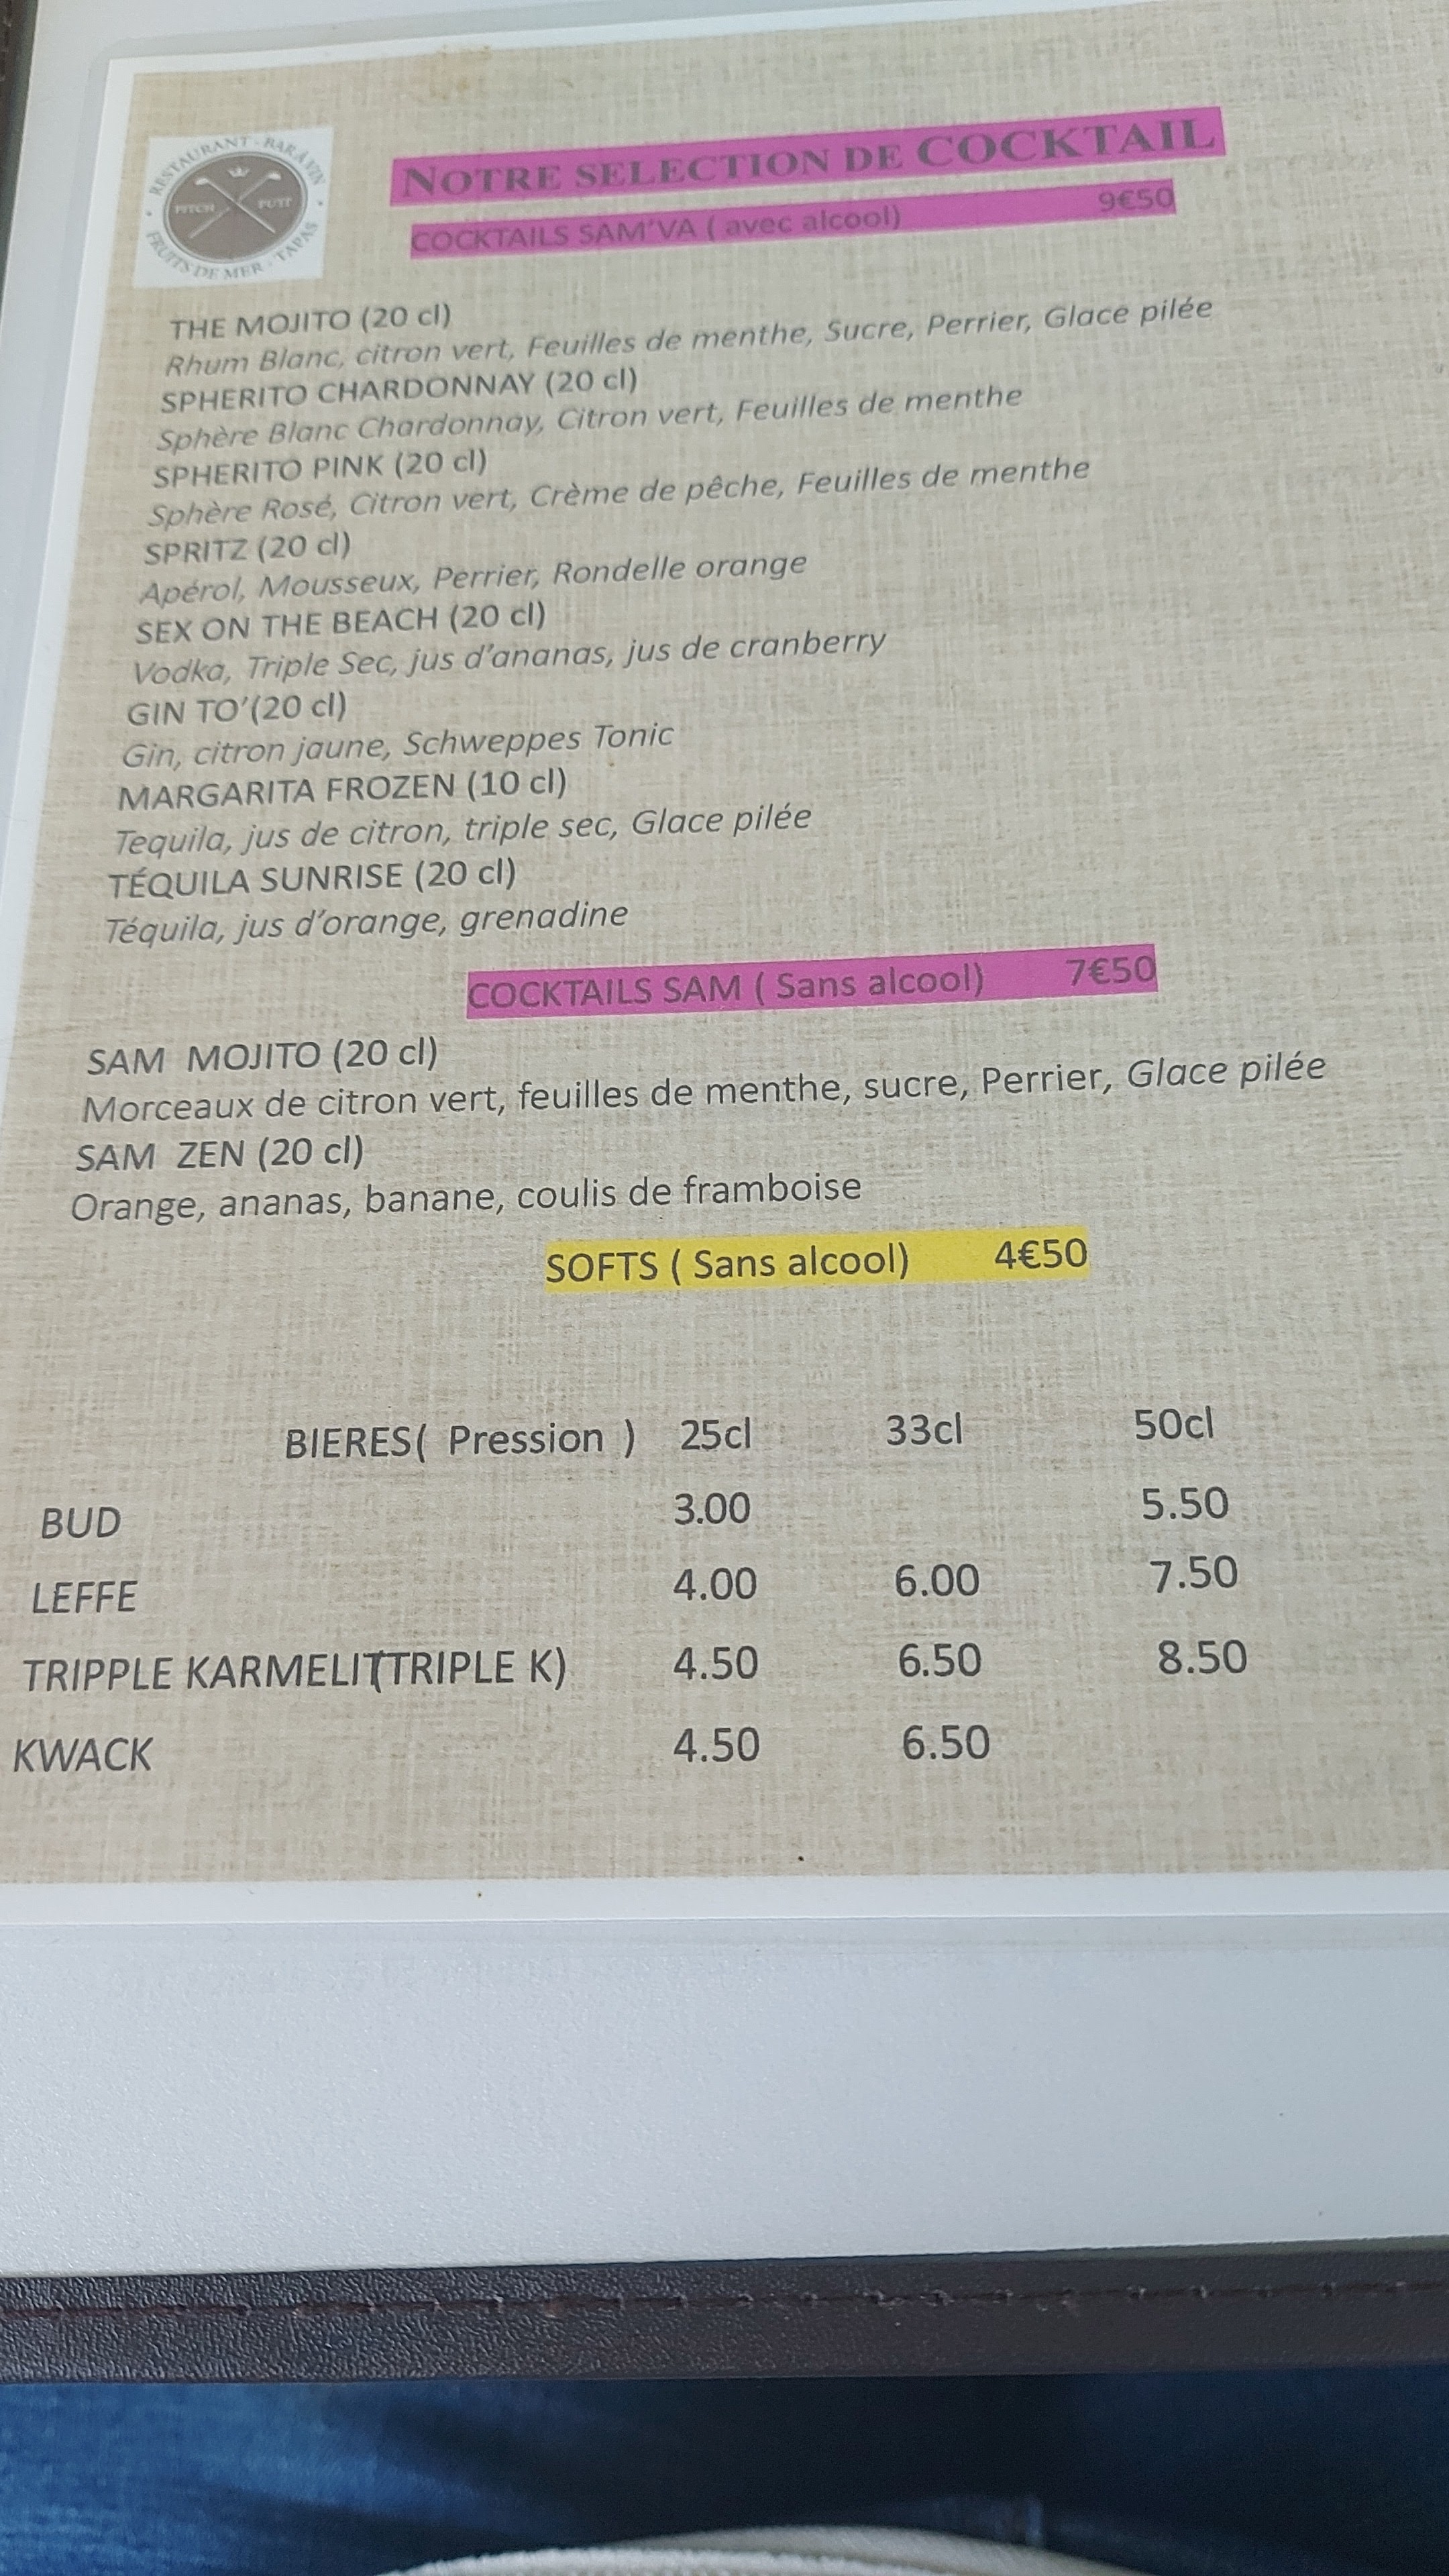 RESTAURANT - BAR À VIN
PITCH PUTT
FRUITS DE MER - TAPAS
NOTRE SELECTION DE COCKTAIL
COCKTAILS SAM'VA ( avec alcool) 9€50
THE MOJITO (20 cl)
Rhum Blanc, citron vert, Feuilles de menthe, Sucre, Perrier, Glace pilée
SPHERITO CHARDONNAY (20 cl)
Sphère Blanc Chardonnay, Citron vert, Feuilles de menthe
SPHERITO PINK (20 cl)
Sphère Rosé, Citron vert, Crème de pêche, Feuilles de menthe
SPRITZ (20 cl)
Apérol, Mousseux, Perrier, Rondelle orange
SEX ON THE BEACH (20 cl)
Vodka, Triple Sec, jus d'ananas, jus de cranberry
GIN TO'(20 cl)
Gin, citron jaune, Schweppes Tonic
MARGARITA FROZEN (10 cl)
Tequila, jus de citron, triple sec, Glace pilée
TÉQUILA SUNRISE (20 cl)
Téquila, jus d'orange, grenadine
COCKTAILS SAM ( Sans alcool) 7€50
SAM MOJITO (20 cl)
Morceaux de citron vert, feuilles de menthe, sucre, Perrier, Glace pilée
SAM ZEN (20 cl)
Orange, ananas, banane, coulis de framboise
SOFTS ( Sans alcool) 4€50
BIERES( Pression ) 25cl 33cl 50cl
BUD 3.00 5.50
LEFFE 4.00 6.00 7.50
TRIPPLE KARMELIT(TRIPLE K) 4.50 6.50 8.50
KWACK 4.50 6.50